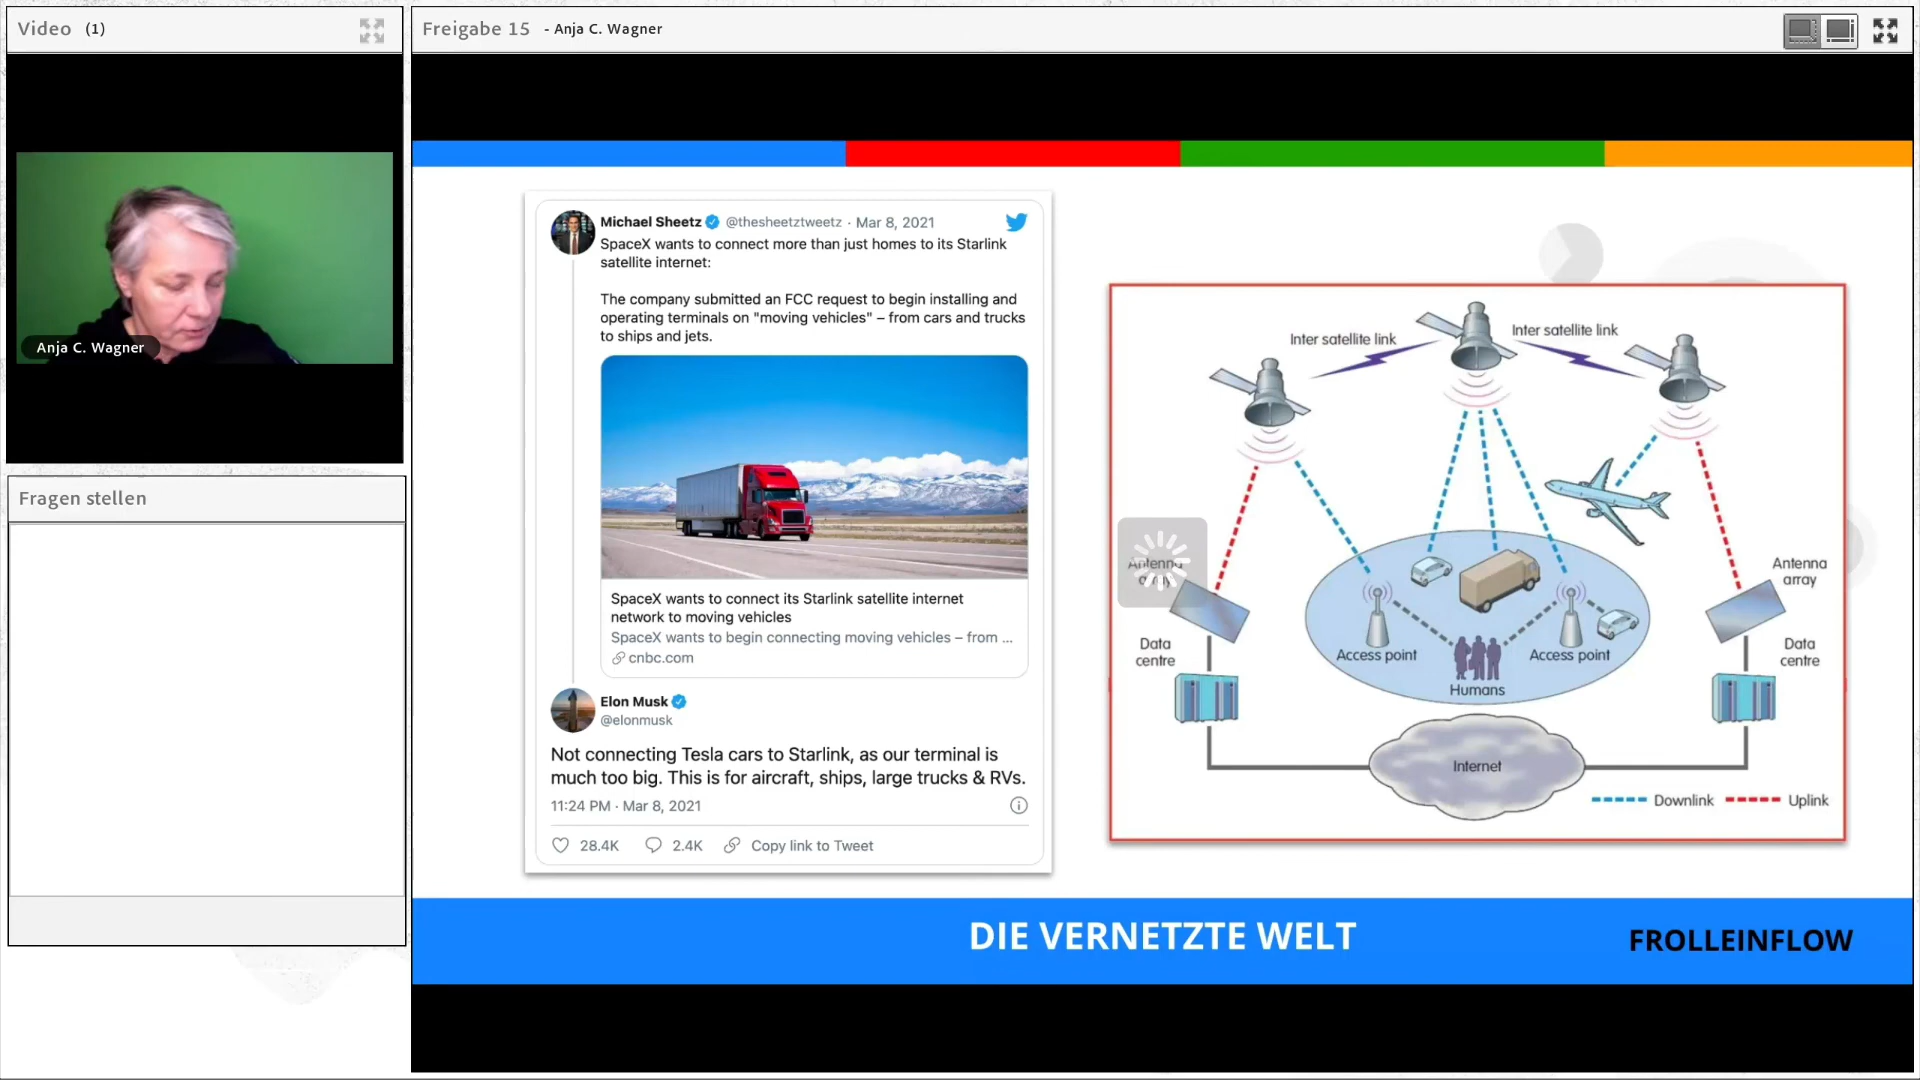 Video (1)
Freigabe 15 - Anja C. Wagner
Anja C. Wagner
Fragen stellen
Michael Sheetz @thesheetztweetz · Mar 8, 2021
SpaceX wants to connect more than just homes to its Starlink
satellite internet:
The company submitted an FCC request to begin installing and
operating terminals on "moving vehicles" – from cars and trucks
to ships and jets.
SpaceX wants to connect its Starlink satellite internet
network to moving vehicles
SpaceX wants to begin connecting moving vehicles – from ...
cnbc.com
Elon Musk
@elonmusk
Not connecting Tesla cars to Starlink, as our terminal is
much too big. This is for aircraft, ships, large trucks & RVs.
11:24 PM · Mar 8, 2021
28.4K 2.4K Copy link to Tweet
Inter satellite link
Inter satellite link
Antenna
array
Antenna
array
Data
centre
Access point
Access point
Data
centre
Humans
Internet
Downlink Uplink
DIE VERNETZTE WELT
FROLLEINFLOW